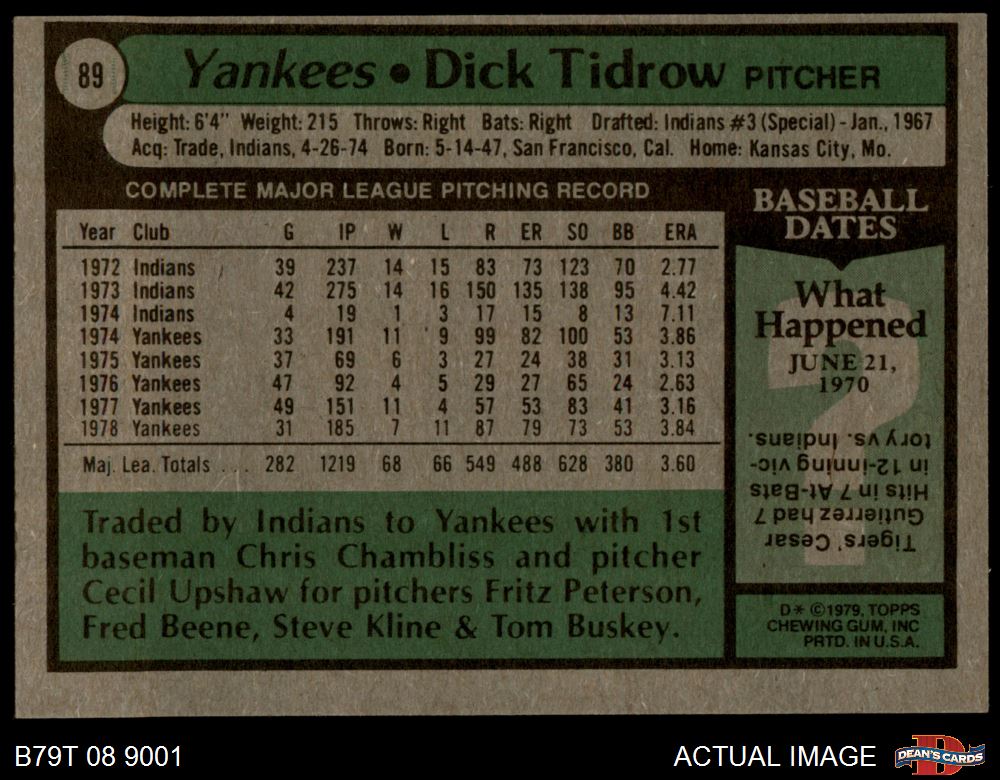 89
Yankees • Dick Tidrow PITCHER
Height: 6'4" Weight: 215 Throws: Right Bats: Right Drafted: Indians #3 (Special) - Jan., 1967
Acq: Trade, Indians, 4-26-74 Born: 5-14-47, San Francisco, Cal. Home: Kansas City, Mo.
COMPLETE MAJOR LEAGUE PITCHING RECORD
Year Club G IP W L R ER SO BB ERA
1972 Indians 39 237 14 15 83 73 123 70 2.77
1973 Indians 42 275 14 16 150 135 138 95 4.42
1974 Indians 4 19 1 3 17 15 8 13 7.11
1974 Yankees 33 191 11 9 99 82 100 53 3.86
1975 Yankees 37 69 6 3 27 24 38 31 3.13
1976 Yankees 47 92 4 5 29 27 65 24 2.63
1977 Yankees 49 151 11 4 57 53 83 41 3.16
1978 Yankees 31 185 7 11 87 79 73 53 3.84
Maj. Lea. Totals ... 282 1219 68 66 549 488 628 380 3.60
Traded by Indians to Yankees with 1st
baseman Chris Chambliss and pitcher
Cecil Upshaw for pitchers Fritz Peterson,
Fred Beene, Steve Kline & Tom Buskey.
BASEBALL
DATES
What
Happened
JUNE 21,
1970
?
Tigers' Cesar
Gutierrez had 7
Hits in 7 At-Bats
in 12-inning vic-
tory vs. Indians.
D* ©1979, TOPPS
CHEWING GUM, INC
PRTD. IN U.S.A.
B79T 08 9001
ACTUAL IMAGE
D
DEAN'S CARDS